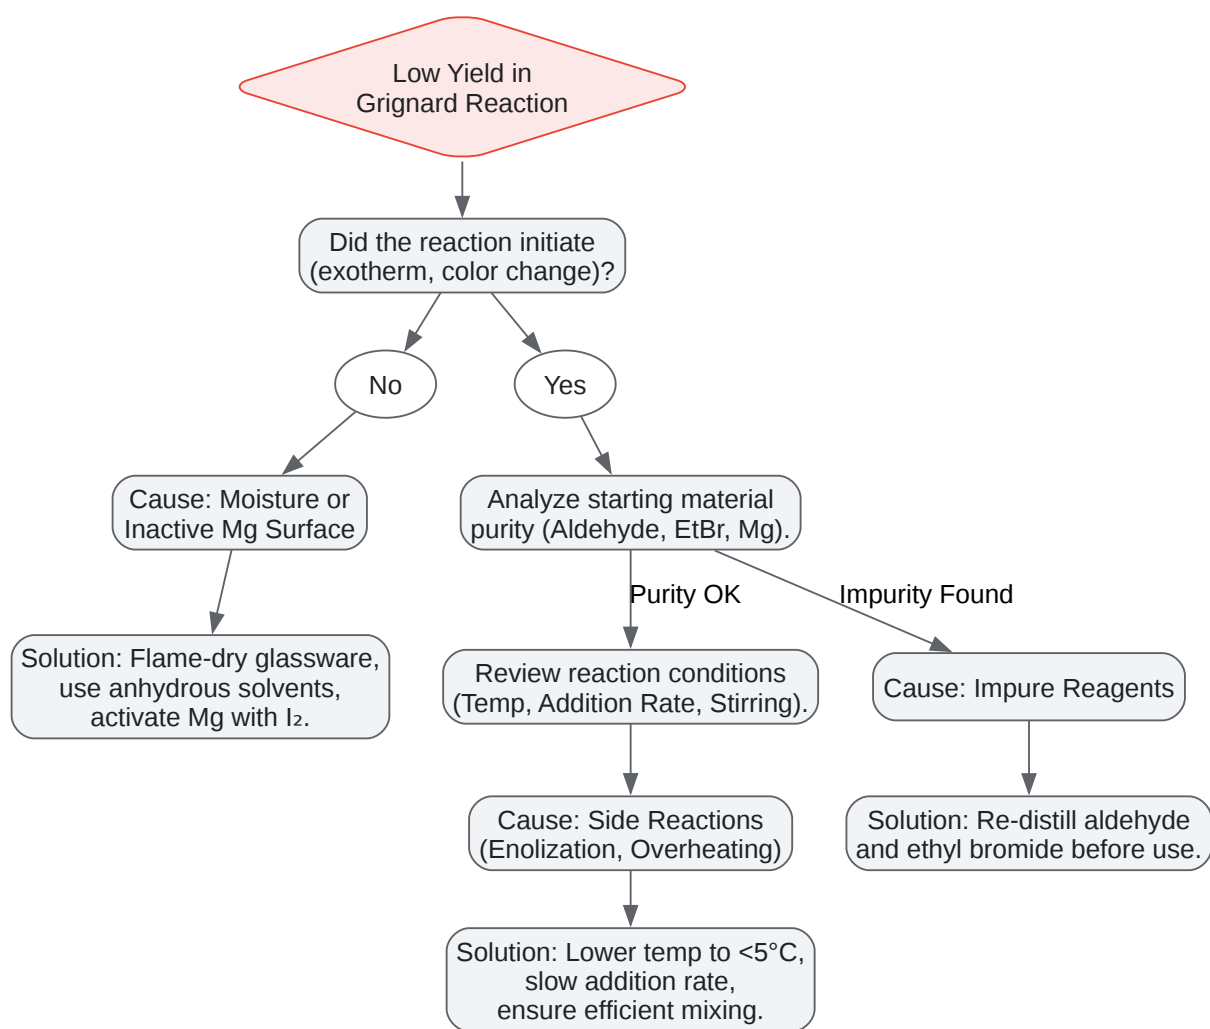 Low Yield in
Grignard Reaction
Did the reaction initiate
(exotherm, color change)?
No
Yes
Cause: Moisture or
Inactive Mg Surface
Analyze starting material
purity (Aldehyde, EtBr, Mg).
Purity OK
Impurity Found
Solution: Flame-dry glassware,
use anhydrous solvents,
activate Mg with I₂.
Review reaction conditions
(Temp, Addition Rate, Stirring).
Cause: Impure Reagents
Cause: Side Reactions
(Enolization, Overheating)
Solution: Re-distill aldehyde
and ethyl bromide before use.
Solution: Lower temp to <5°C,
slow addition rate,
ensure efficient mixing.